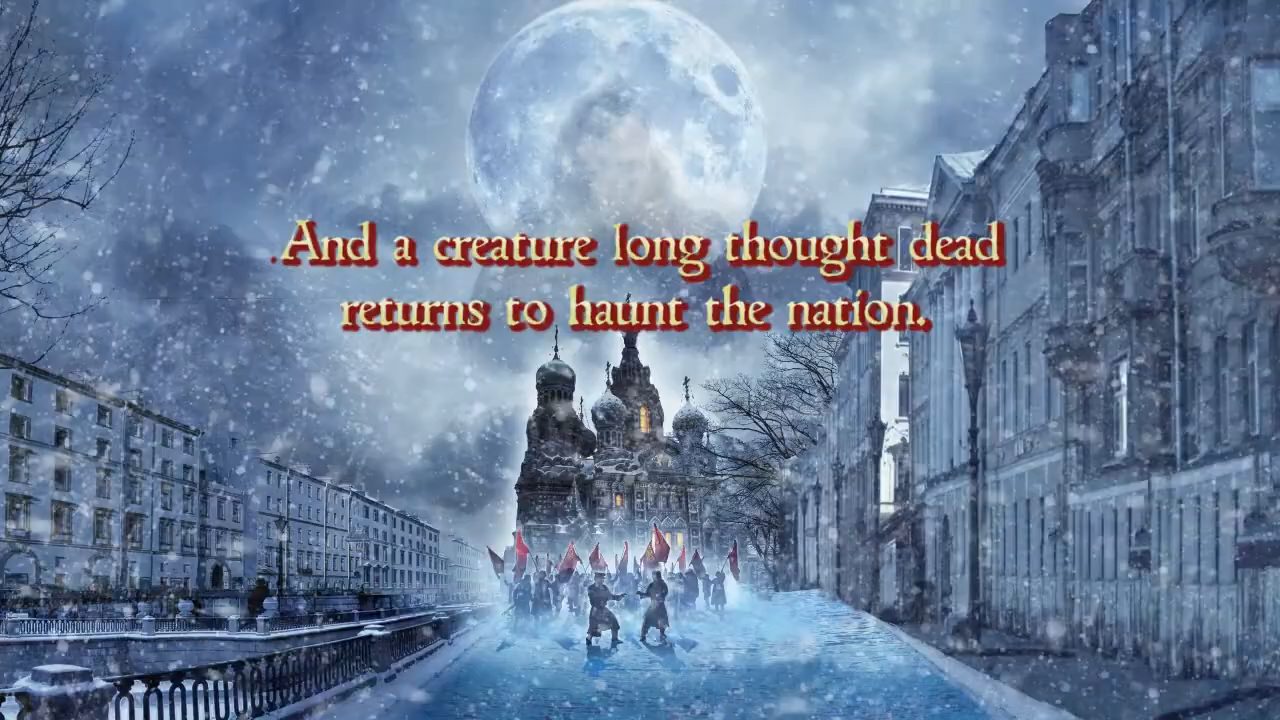 And a creature long thought dead
returns to haunt the nation.